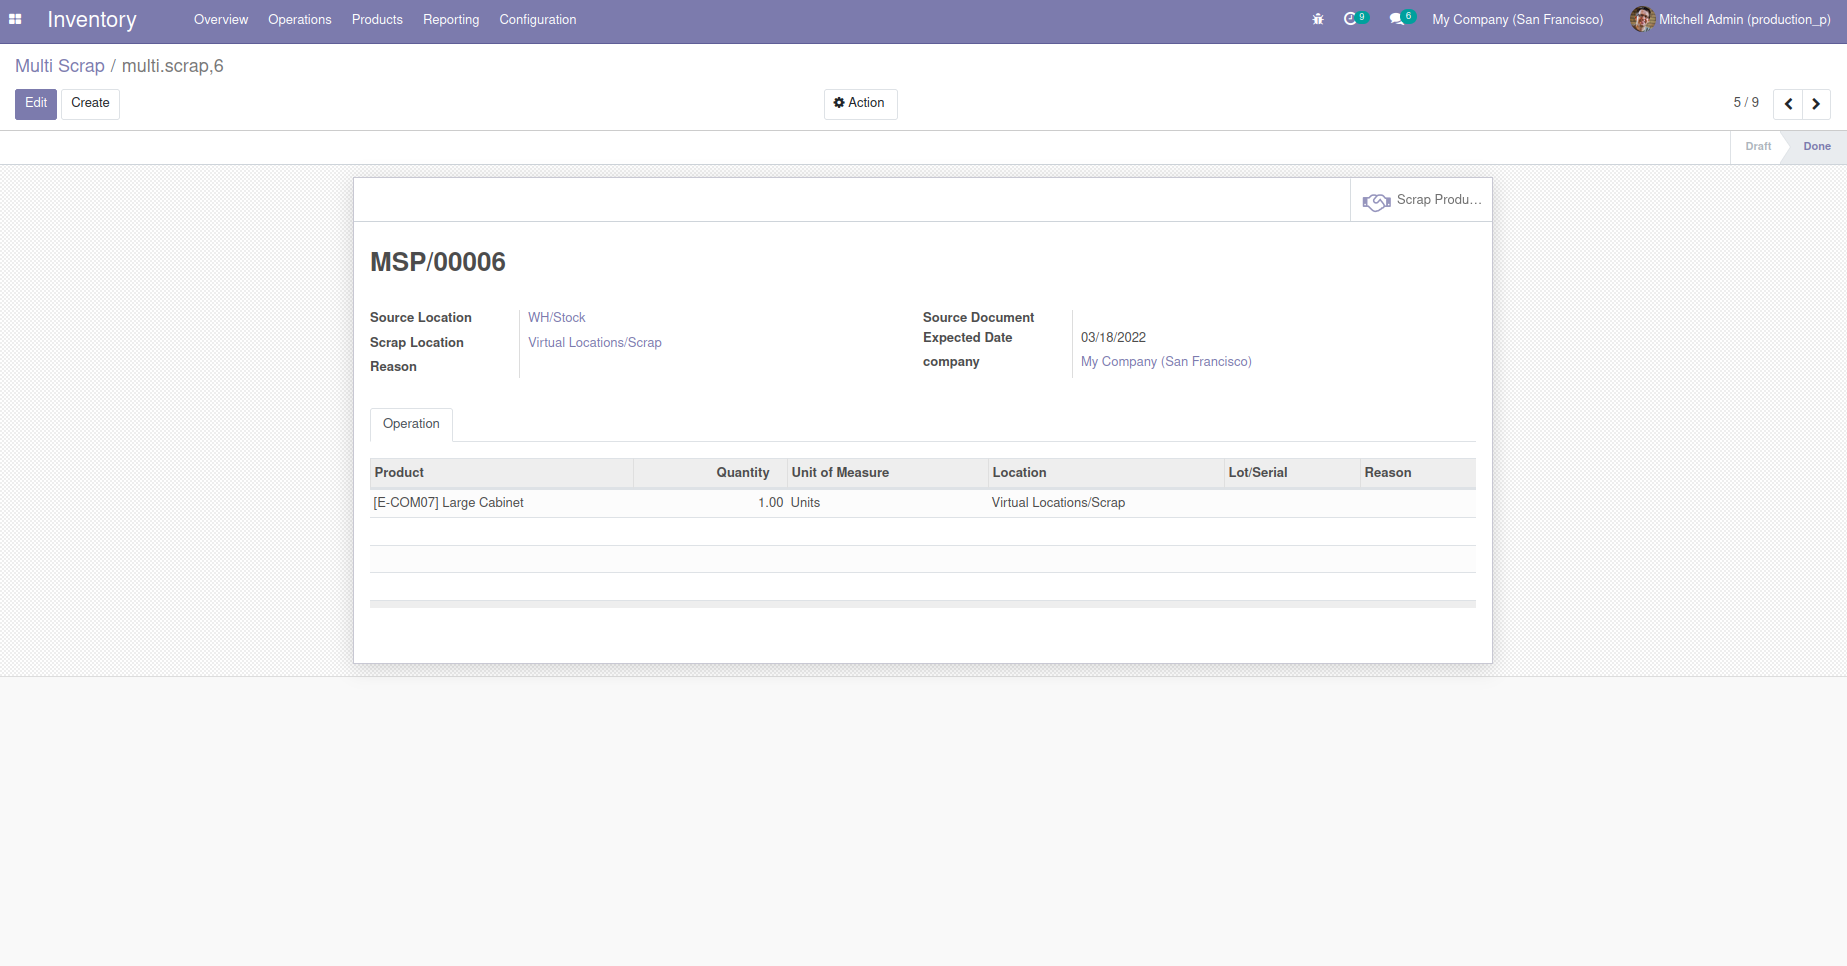 Inventory Overview Operations Products Reporting Configuration 9 6 My Company (San Francisco) Mitchell Admin (production_p)
Multi Scrap / multi.scrap,6
Edit Create Action 5 / 9
Draft Done
Scrap Produ...
MSP/00006
Source Location WH/Stock
Scrap Location Virtual Locations/Scrap
Reason
Source Document
Expected Date 03/18/2022
company My Company (San Francisco)
Operation
Product Quantity Unit of Measure Location Lot/Serial Reason
[E-COM07] Large Cabinet 1.00 Units Virtual Locations/Scrap